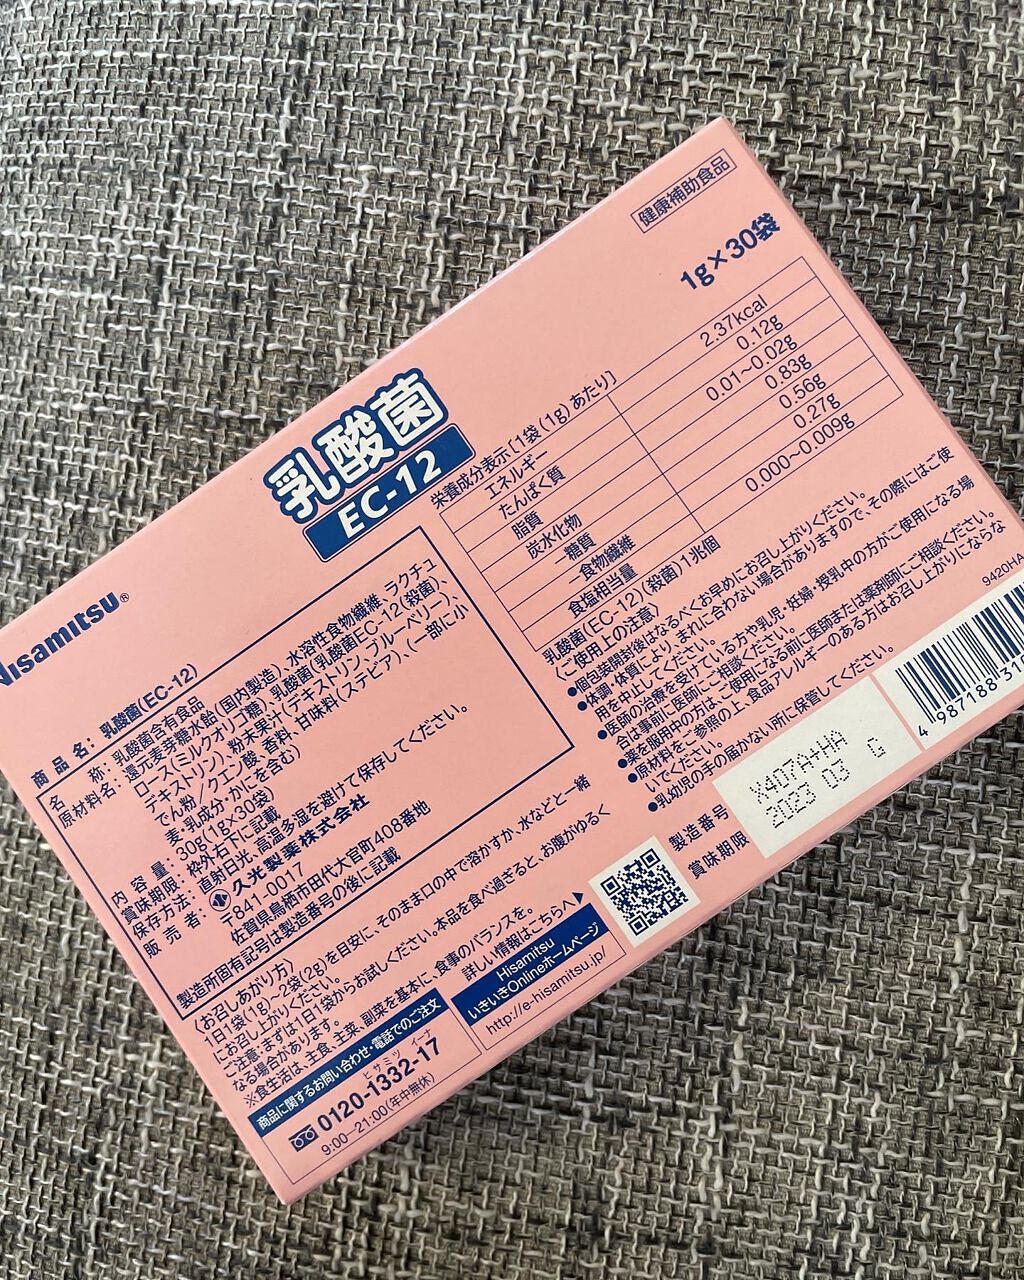 健康補助食品
1g×30袋
乳酸菌
EC-12
Hisamitsu®
商品名：乳酸菌(EC-12)
名称：乳酸菌含有食品
原材料名：還元麦芽糖水飴(国内製造)、水溶性食物繊維、ラクチュ
ロース(ミルクオリゴ糖)、乳酸菌(乳酸菌EC-12(殺菌)、
デキストリン)、粉末果汁(デキストリン、ブルーベリー)、
でん粉／クエン酸、香料、甘味料(ステビア)、(一部に小
麦・乳成分・かにを含む)
内容量：30g(1g×30袋)
賞味期限：枠外右下に記載
保存方法：直射日光、高温多湿を避けて保存してください。
販売者：久光製薬株式会社
〒841-0017
佐賀県鳥栖市田代大官町408番地
製造所固有記号は製造番号の後に記載
栄養成分表示〔1袋(1g)あたり〕
エネルギー 2.37kcal
たんぱく質 0.12g
脂質 0.01~0.02g
炭水化物 0.83g
-糖質 0.56g
-食物繊維 0.27g
食塩相当量 0.000~0.009g
乳酸菌(EC-12)(殺菌)1兆個
〈ご使用上の注意〉
●個包装開封後はなるべくお早めにお召し上がりください。
●体調、体質により、まれに合わない場合がありますので、その際にはご使
用を中止してください。
●医師の治療を受けている方や乳児・妊婦・授乳中の方がご使用になる場
合は事前に医師にご相談ください。
●薬を服用中の方は、ご使用になる前に医師または薬剤師にご相談ください。
●原材料をご参照の上、食品アレルギーのある方はお召し上がりにならな
いでください。
●乳幼児の手の届かない所に保管してください。
〈お召しあがり方〉
1日1袋(1g)~2袋(2g)を目安に、そのまま口の中で溶かすか、水などと一緒
にお召し上がりください。
ご注意：まずは1日1袋からお試しください。本品を食べ過ぎると、お腹がゆるく
なる場合があります。
※食生活は、主食、主菜、副菜を基本に、食事のバランスを。
詳しい情報はこちらへ▶
商品に関するお問い合わせ・電話でのご注文
ヒサミツ イーナ
0120-1332-17
9:00–21:00(年中無休)
Hisamitsu
いきいきOnlineホームページ
http://e-hisamitsu.jp/
製造番号 X407A+HA
賞味期限 2023 03 G
9420HA
4 987188 31